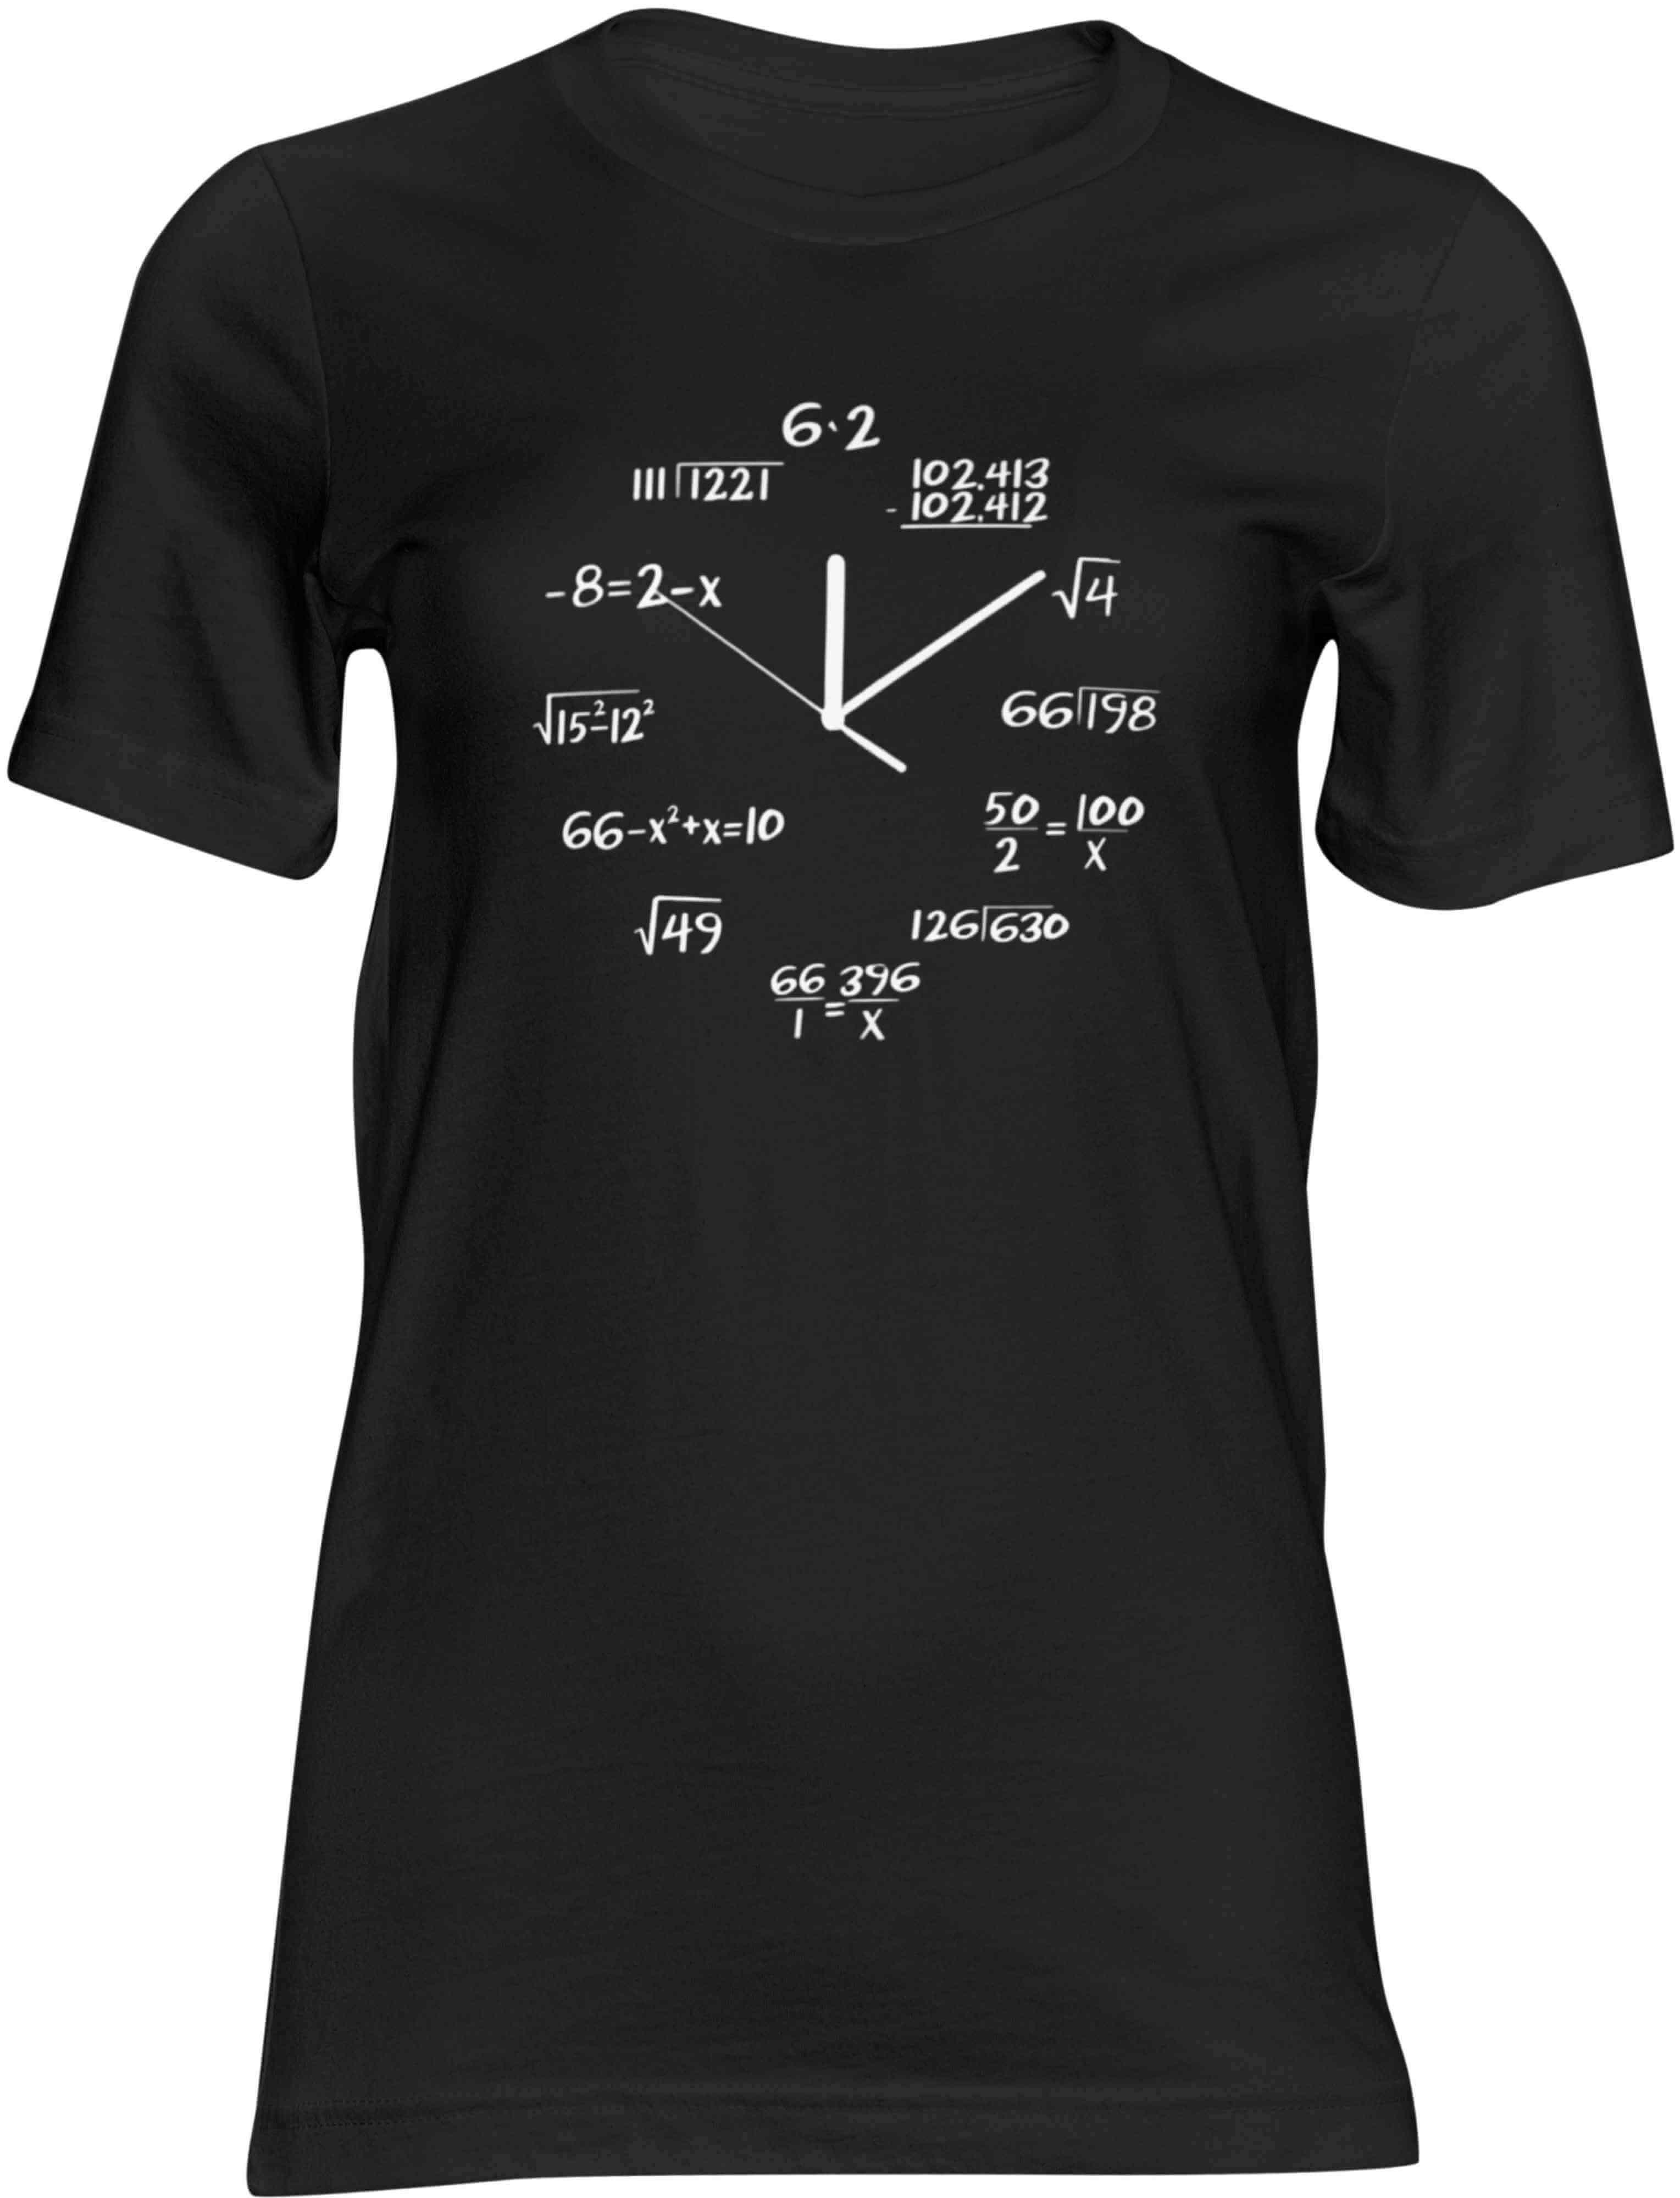 6·2
111⟌1221
102.413
- 102.412
-8=2-x
√4
√15²-12²
66⟌198
66-x²+x=10
50/2 = 100/x
√49
126⟌630
66/1 = 396/x